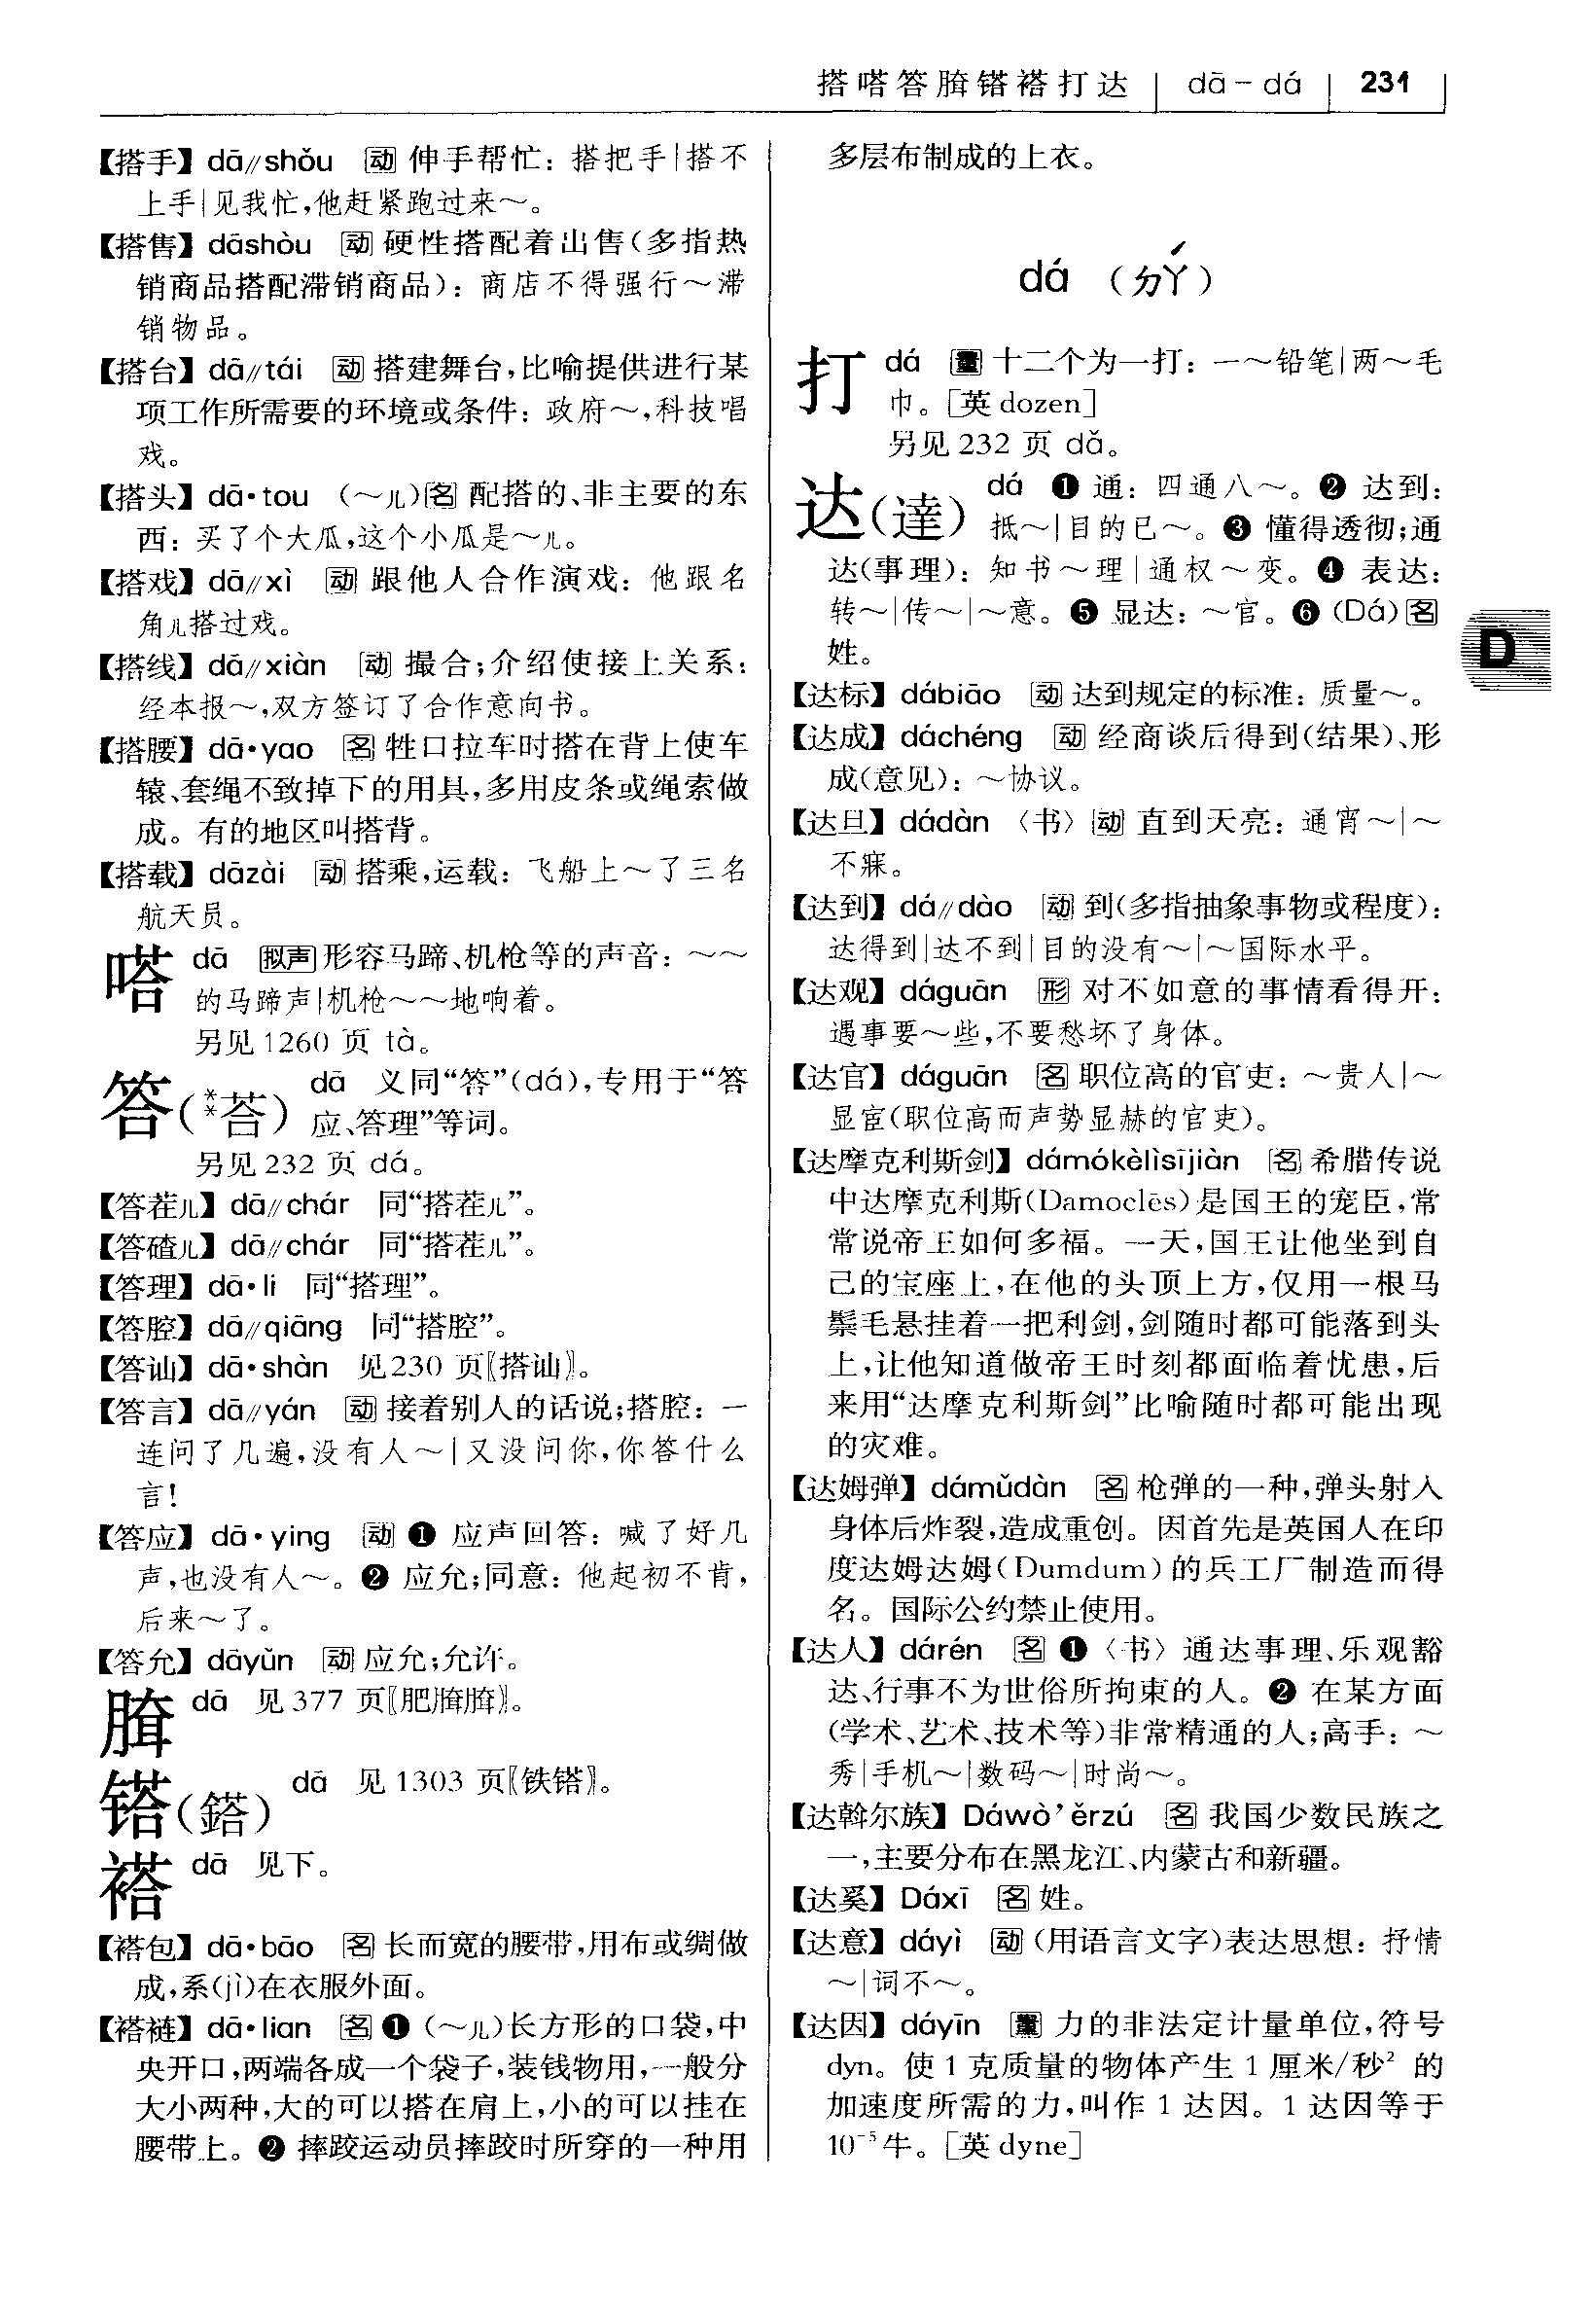 搭嗒答腤锴褡打达 | dā-dá | 231
【搭手】dā∥shǒu 动 伸手帮忙：搭把手|搭不
上手|见我忙，他赶紧跑过来～。
【搭售】dāshòu 动 硬性搭配着出售（多指热
销商品搭配滞销商品）：商店不得强行～滞
销物品。
【搭台】dā∥tái 动 搭建舞台，比喻提供进行某
项工作所需要的环境或条件：政府～，科技唱
戏。
【搭头】dā·tou （～儿）名 配搭的、非主要的东
西：买了个大瓜，这个小瓜是～儿。
【搭戏】dā∥xì 动 跟他人合作演戏：他跟名
角儿搭过戏。
【搭线】dā∥xiàn 动 撮合；介绍使接上关系：
经本报～，双方签订了合作意向书。
【搭腰】dā·yao 名 牲口拉车时搭在背上使车
辕、套绳不致掉下的用具，多用皮条或绳索做
成。有的地区叫搭背。
【搭载】dāzài 动 搭乘，运载：飞船上～了三名
航天员。
嗒 dā 拟声 形容马蹄、机枪等的声音：～～
的马蹄声|机枪～～地响着。
另见1260 页 tà。
答（**荅） dā 义同“答”（dá），专用于“答
应、答理”等词。
另见232 页 dá。
【答茬儿】dā∥chár 同“搭茬儿”。
【答碴儿】dā∥chár 同“搭茬儿”。
【答理】dā·li 同“搭理”。
【答腔】dā∥qiāng 同“搭腔”。
【答讪】dā·shàn 见230 页〖搭讪〗。
【答言】dā∥yán 动 接着别人的话说；搭腔：一
连问了几遍，没有人～|又没问你，你答什么
言！
【答应】dā·ying 动 ❶ 应声回答：喊了好几
声，也没有人～。❷ 应允；同意：他起初不肯，
后来～了。
【答允】dāyǔn 动 应允；允许。
dā 见377 页
锴（鎝） dā 见1303 页
褡 dā 见下。
【褡包】dā·bāo 名 长而宽的腰带，用布或绸做
成，系（jì）在衣服外面。
【褡裢】dā·lian 名 ❶（～儿）长方形的口袋，中
央开口，两端各成一个袋子，装钱物用，一般分
大小两种，大的可以搭在肩上，小的可以挂在
腰带上。❷ 摔跤运动员摔跤时所穿的一种用
多层布制成的上衣。
dá （ㄉㄚˊ）
打 dá 量 十二个为一打：一～铅笔|两～毛
巾。［英 dozen］
另见232 页 dǎ。
达（達） dá ❶ 通：四通八～。❷ 达到：
抵～|目的已～。❸ 懂得透彻；通
达（事理）：知书～理|通权～变。❹ 表达：
转～|传～|～意。❺ 显达：～官。❻（Dá）名
姓。
【达标】dábiāo 动 达到规定的标准：质量～。
【达成】dáchéng 动 经商谈后得到（结果）、形
成（意见）：～协议。
【达旦】dádàn 〈书〉动 直到天亮：通宵～|～
不寐。
【达到】dá∥dào 动 到（多指抽象事物或程度）：
达得到|达不到|目的没有～|～国际水平。
【达观】dáguān 形 对不如意的事情看得开：
遇事要～些，不要愁坏了身体。
【达官】dáguān 名 职位高的官吏：～贵人|～
显宦（职位高而声势显赫的官吏）。
【达摩克利斯剑】dámókèlìsījiàn 名 希腊传说
中达摩克利斯（Damoclēs）是国王的宠臣，常
常说帝王如何多福。一天，国王让他坐到自
己的宝座上，在他的头顶上方，仅用一根马
鬃毛悬挂着一把利剑，剑随时都可能落到头
上，让他知道做帝王时刻都面临着忧患，后
来用“达摩克利斯剑”比喻随时都可能出现
的灾难。
【达姆弹】dámǔdàn 名 枪弹的一种，弹头射入
身体后炸裂，造成重创。因首先是英国人在印
度达姆达姆（Dumdum）的兵工厂制造而得
名。国际公约禁止使用。
【达人】dárén 名 ❶〈书〉通达事理、乐观豁
达、行事不为世俗所拘束的人。❷ 在某方面
（学术、艺术、技术等）非常精通的人；高手：～
秀|手机～|数码～|时尚～。
【达斡尔族】Dáwò'ěrzú 名 我国少数民族之
一，主要分布在黑龙江、内蒙古和新疆。
【达奚】Dáxī 名 姓。
【达意】dáyì 动 （用语言文字）表达思想：抒情
～|词不～。
【达因】dáyīn 量 力的非法定计量单位，符号
dyn。使 1 克质量的物体产生 1 厘米/秒² 的
加速度所需的力，叫作 1 达因。1 达因等于
10⁻⁵牛。［英 dyne］
D